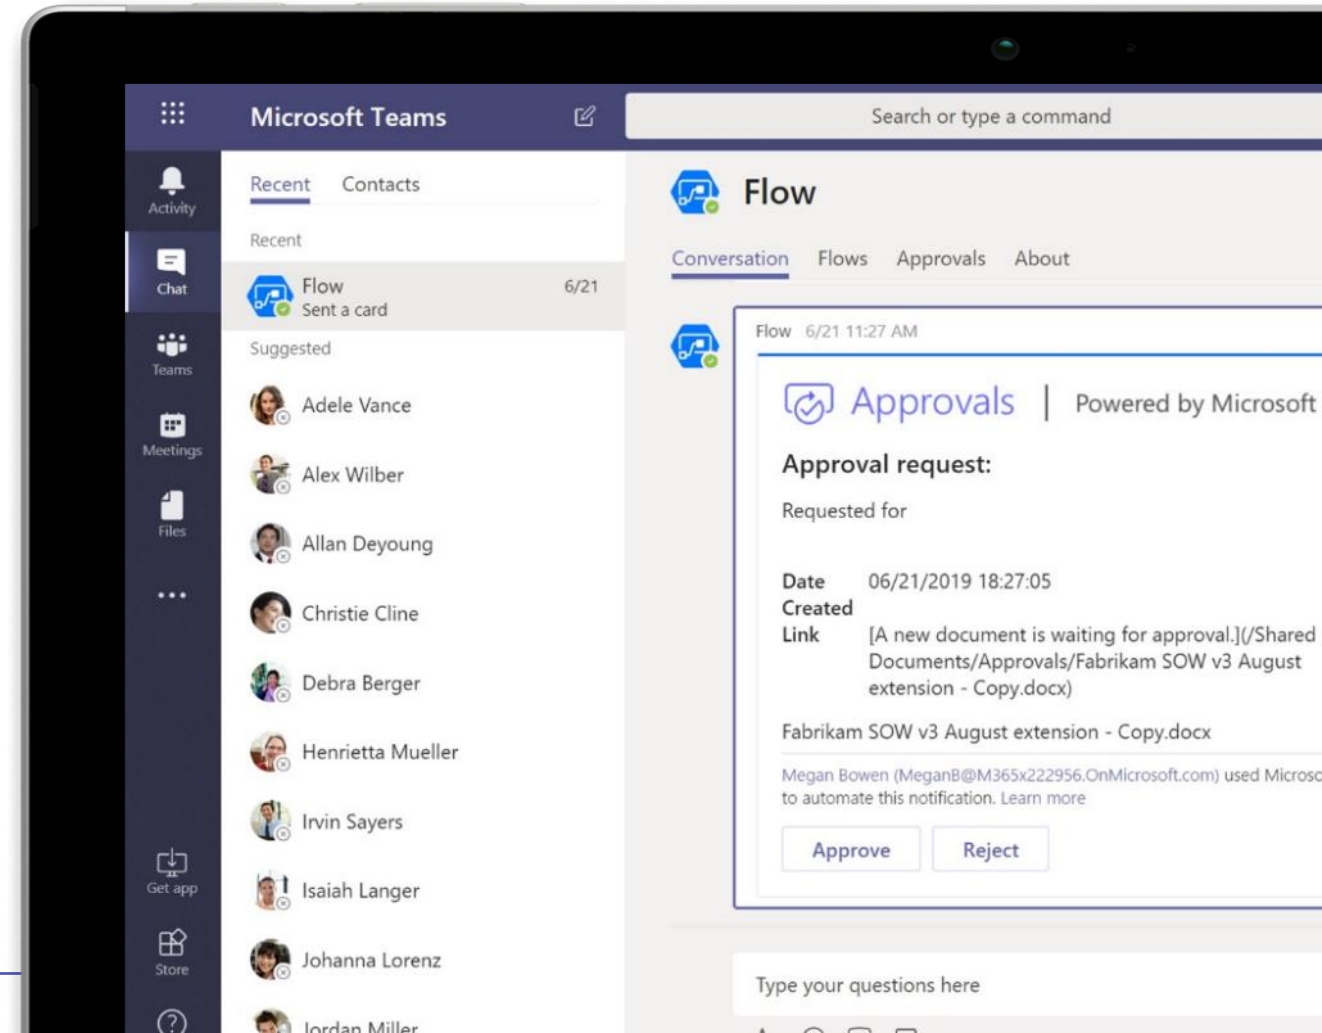 Microsoft Teams
Search or type a command
Activity
Chat
Teams
Meetings
Files
Get app
Store
Recent Contacts
Recent
Flow 6/21
Sent a card
Suggested
Adele Vance
Alex Wilber
Allan Deyoung
Christie Cline
Debra Berger
Henrietta Mueller
Irvin Sayers
Isaiah Langer
Johanna Lorenz
Jordan Miller
Flow
Conversation Flows Approvals About
Flow 6/21 11:27 AM
Approvals | Powered by Microsoft
Approval request:
Requested for
Date 06/21/2019 18:27:05
Created
Link [A new document is waiting for approval.](/Shared
Documents/Approvals/Fabrikam SOW v3 August
extension - Copy.docx)
Fabrikam SOW v3 August extension - Copy.docx
Megan Bowen (MeganB@M365x222956.OnMicrosoft.com) used Microsc
to automate this notification. Learn more
Approve Reject
Type your questions here